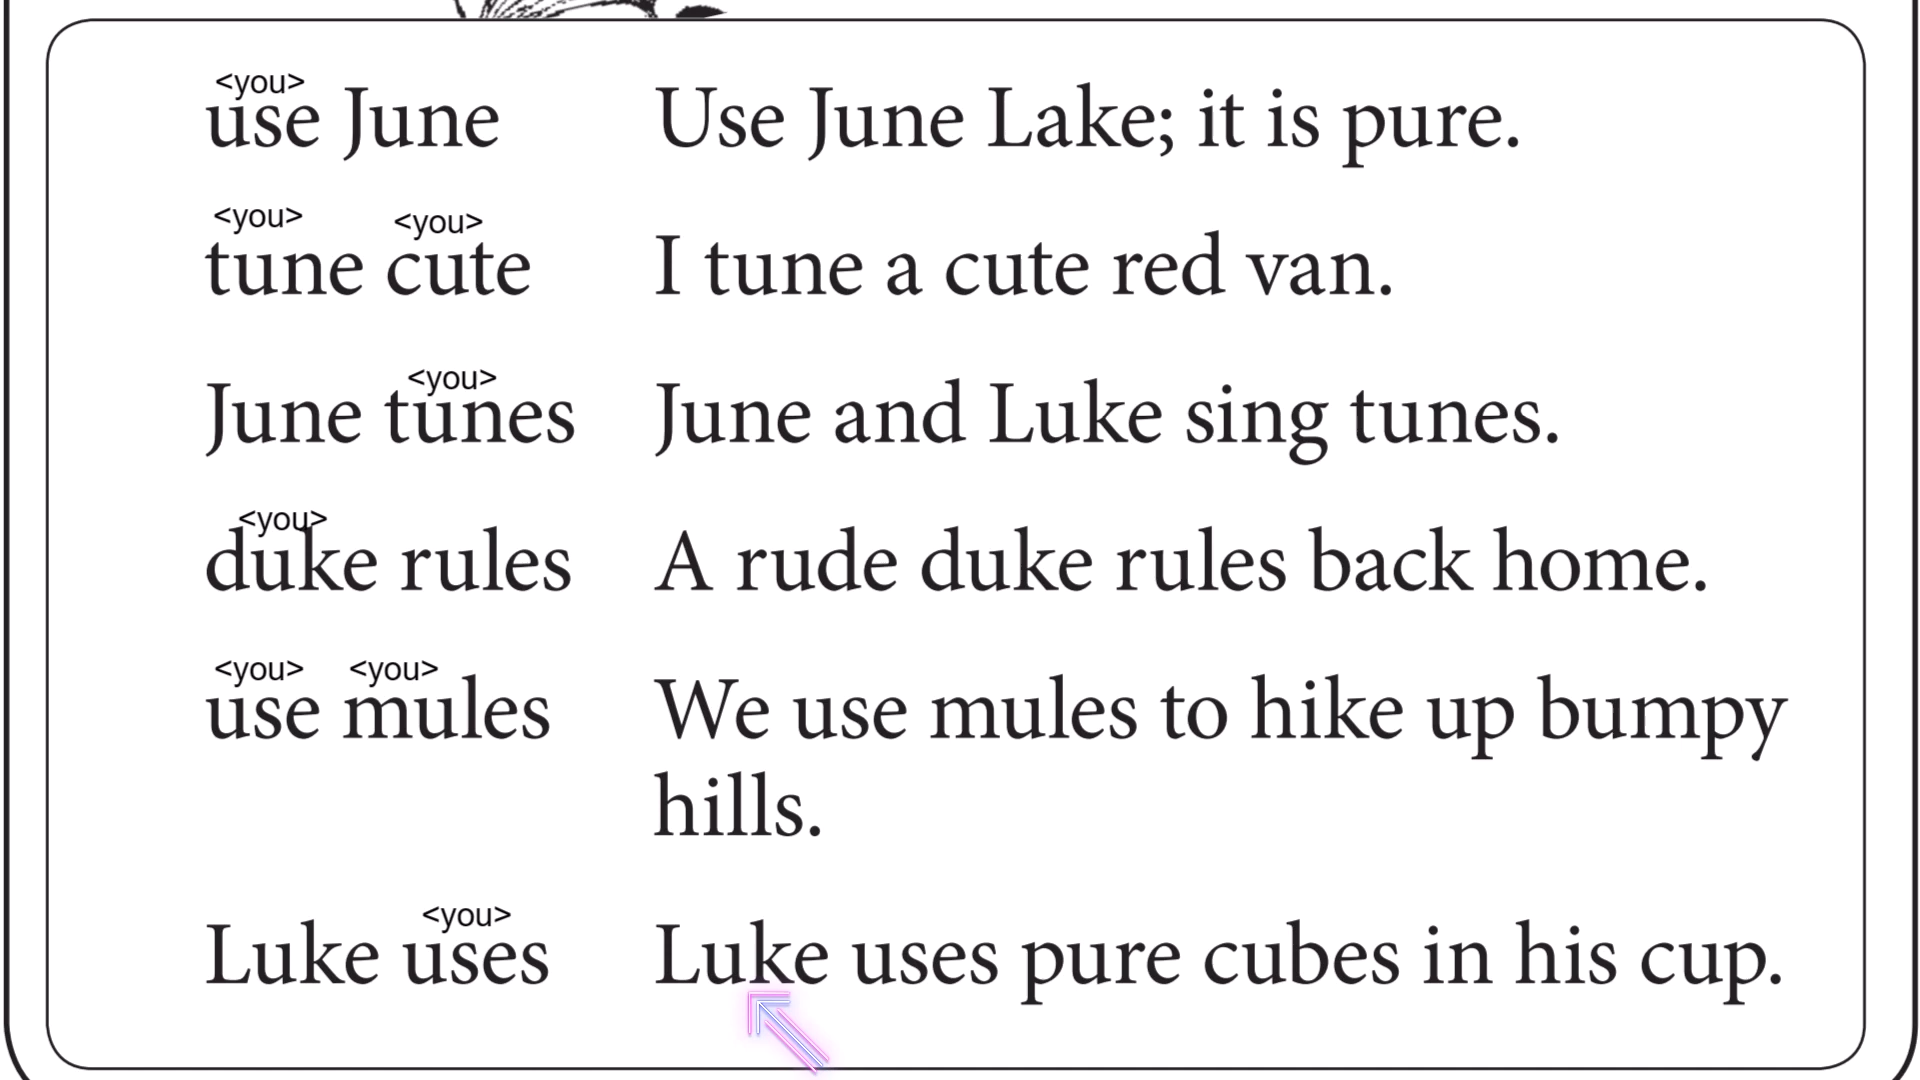 <you>
use June Use June Lake; it is pure.
<you> <you>
tune cute I tune a cute red van.
<you>
June tunes June and Luke sing tunes.
<you>
duke rules A rude duke rules back home.
<you> <you>
use mules We use mules to hike up bumpy
hills.
<you>
Luke uses Luke uses pure cubes in his cup.